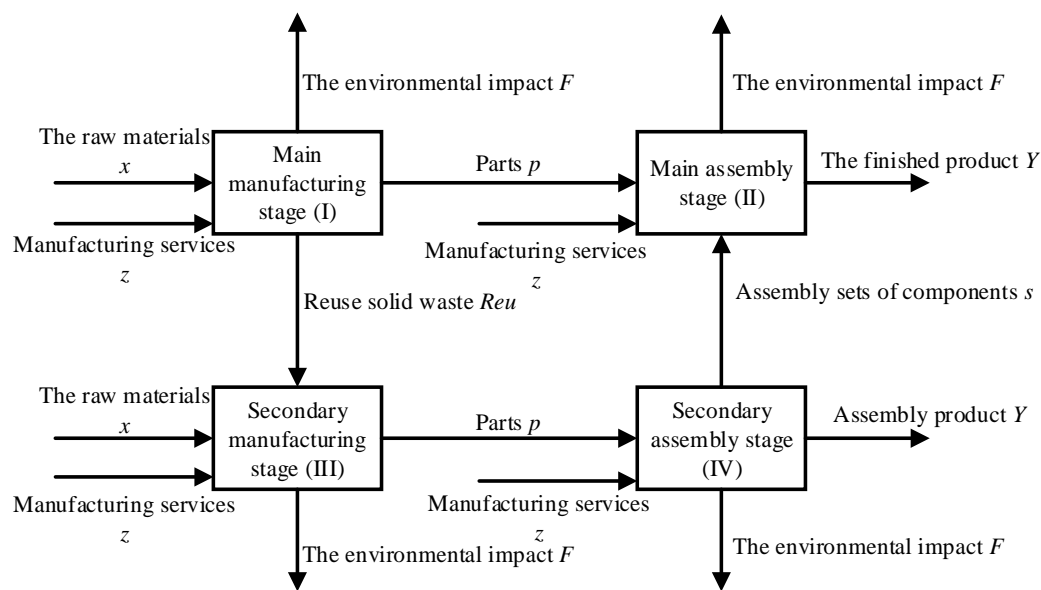 The environmental impact F
The environmental impact F
The raw materials
x
Main
manufacturing
stage (I)
Parts p
Main assembly
stage (II)
The finished product Y
Manufacturing services
z
Manufacturing services
z
Reuse solid waste Reu
Assembly sets of components s
The raw materials
x
Secondary
manufacturing
stage (III)
Parts p
Secondary
assembly stage
(IV)
Assembly product Y
Manufacturing services
z
Manufacturing services
z
The environmental impact F
The environmental impact F